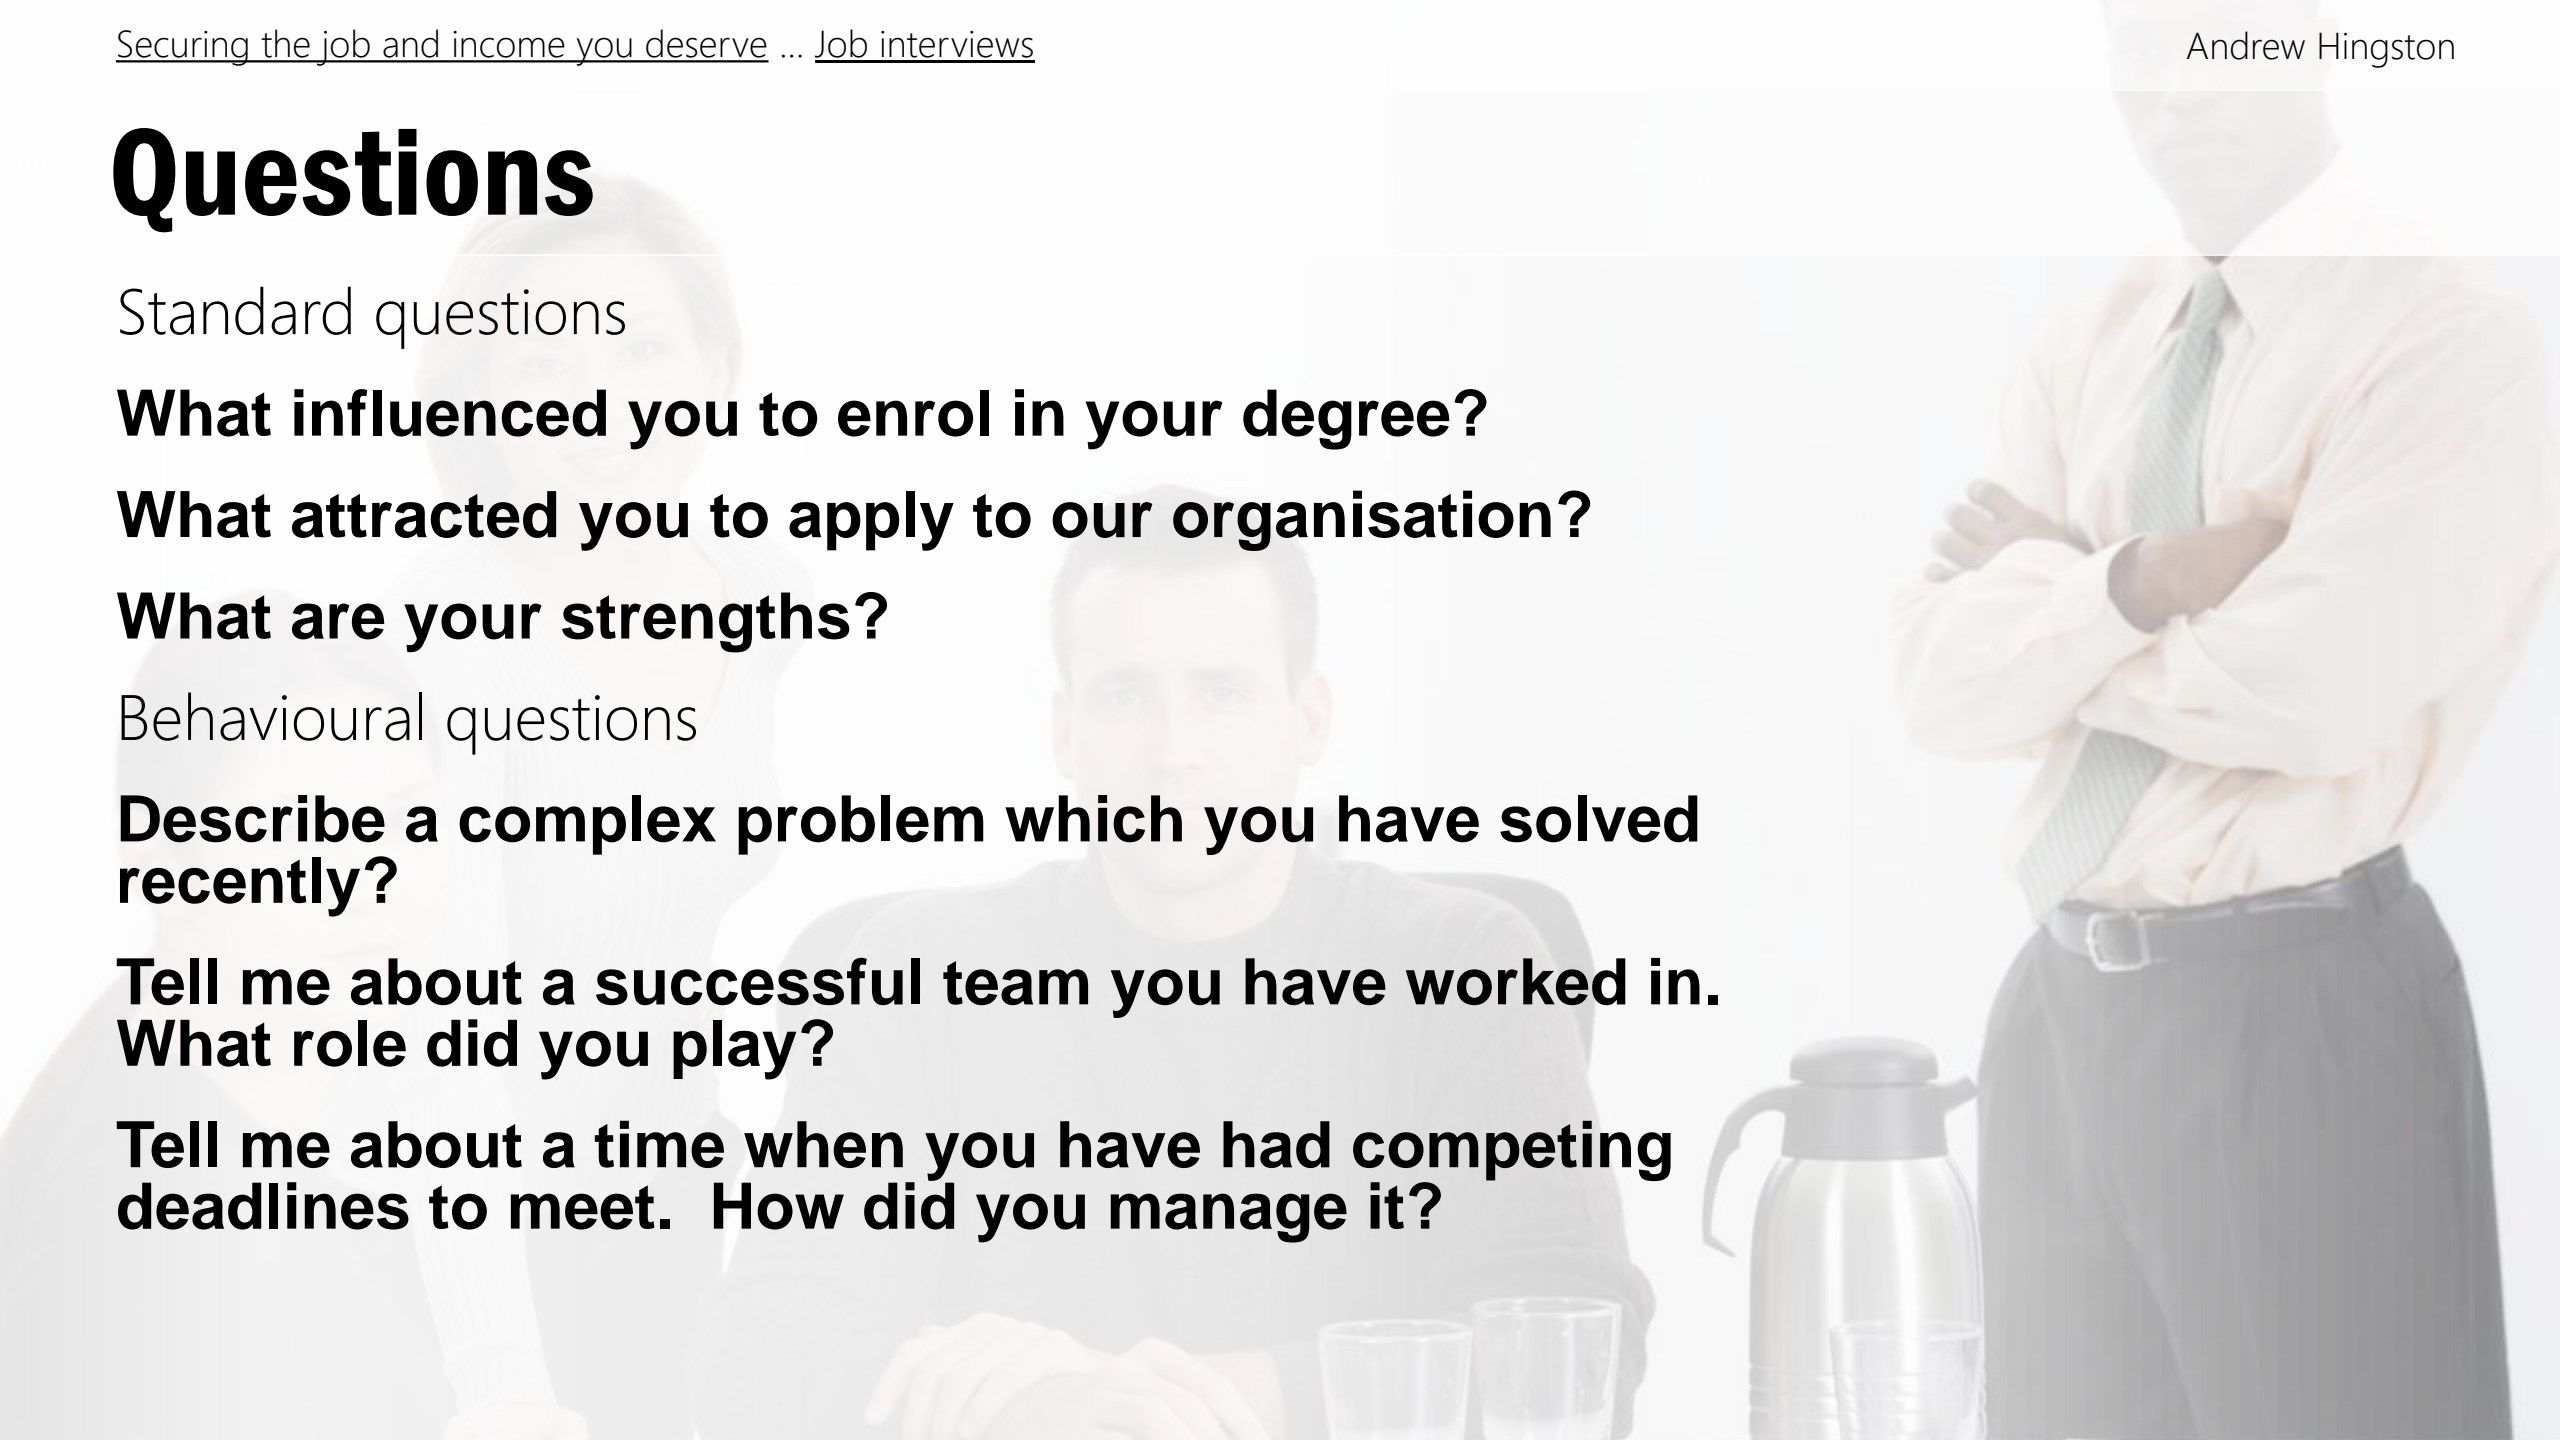 Securing the job and income you deserve ... Job interviews
Andrew Hingston
Questions
Standard questions
What influenced you to enrol in your degree?
What attracted you to apply to our organisation?
What are your strengths?
Behavioural questions
Describe a complex problem which you have solved
recently?
Tell me about a successful team you have worked in.
What role did you play?
Tell me about a time when you have had competing
deadlines to meet.  How did you manage it?